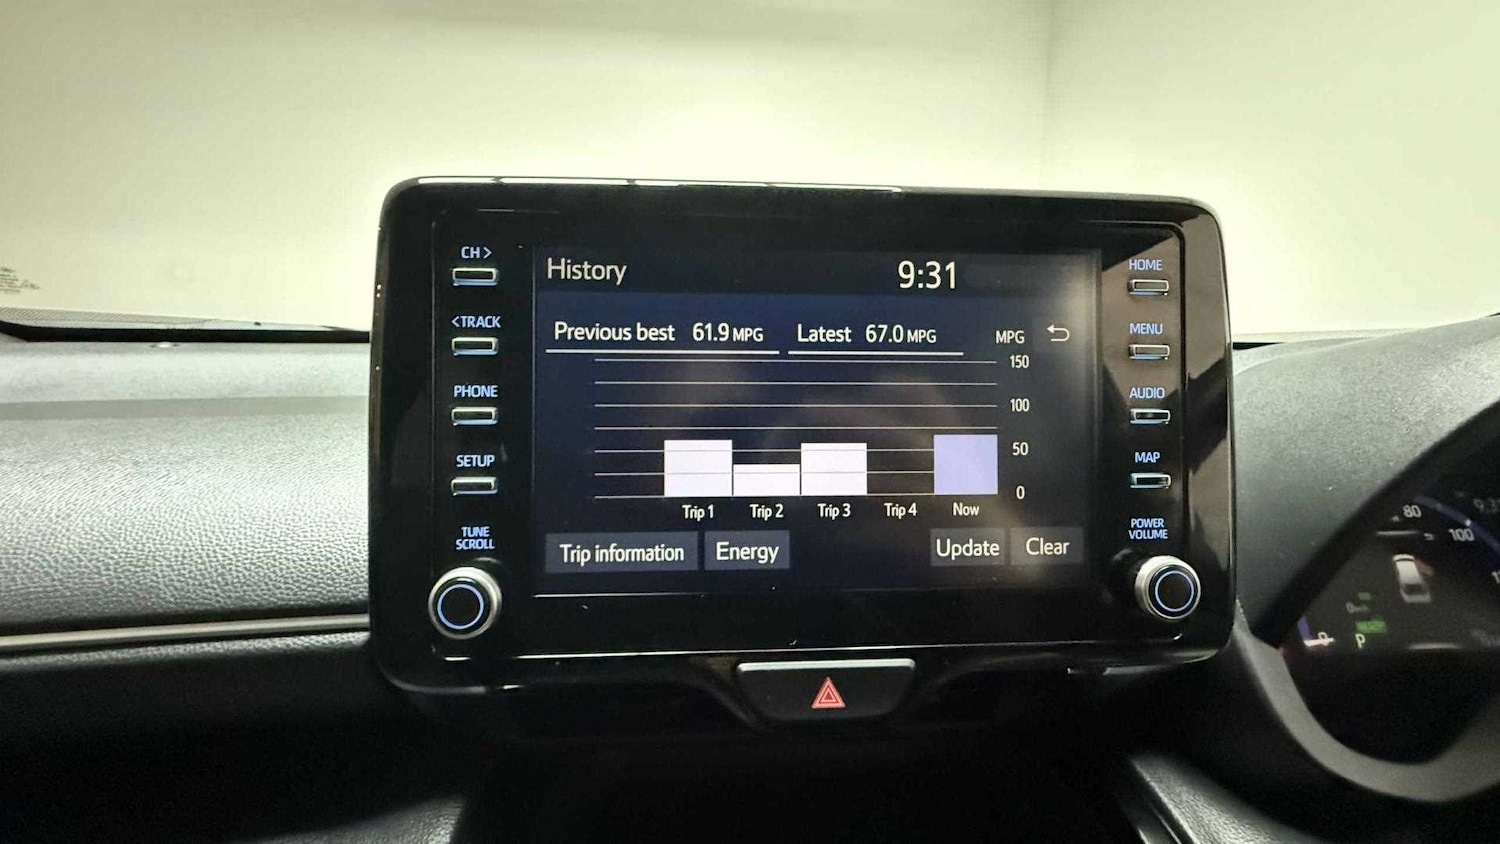 CH>
<TRACK
PHONE
SETUP
TUNE
SCROLL
History
9:31
Previous best 61.9 MPG Latest 67.0 MPG
MPG
150
100
50
0
Trip 1 Trip 2 Trip 3 Trip 4 Now
Trip information Energy Update Clear
HOME
MENU
AUDIO
MAP
POWER
VOLUME
80
100
P